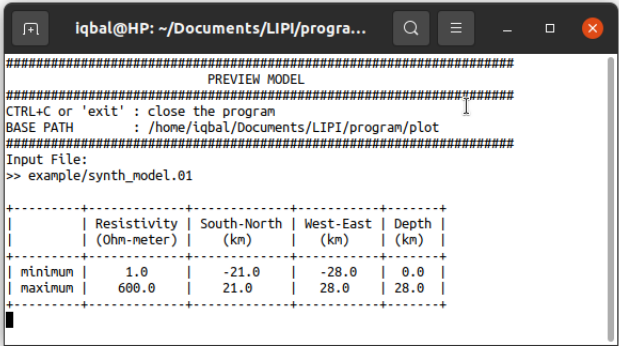 iqbal@HP: ~/Documents/LIPI/progra...
#####################################################################
PREVIEW MODEL
#####################################################################
CTRL+C or 'exit' : close the program
BASE PATH        : /home/iqbal/Documents/LIPI/program/plot
#####################################################################
Input File:
>> example/synth_model.01
+---------+-------------+-------------+-----------+-------+
|         | Resistivity | South-North | West-East | Depth |
|         | (Ohm-meter) |    (km)     |   (km)    | (km)  |
+---------+-------------+-------------+-----------+-------+
| minimum |     1.0     |    -21.0    |   -28.0   |  0.0  |
| maximum |    600.0    |    21.0     |   28.0    | 28.0  |
+---------+-------------+-------------+-----------+-------+